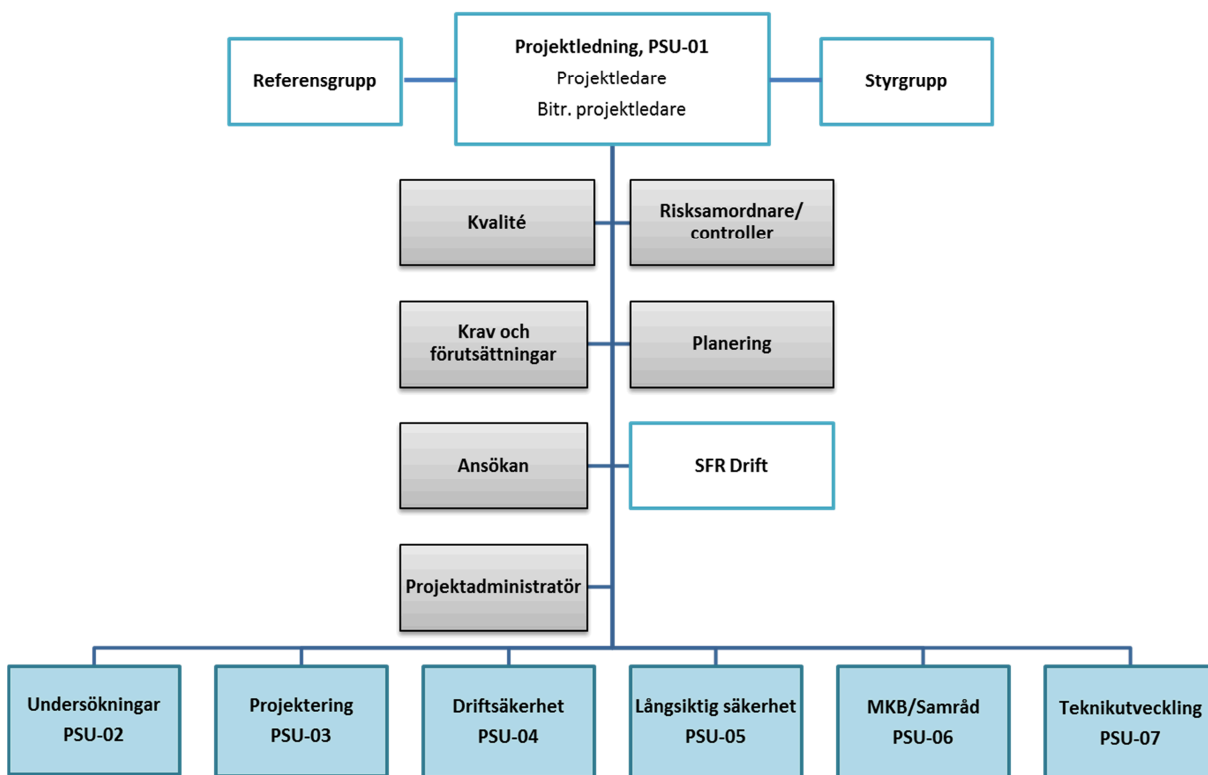 Projektledning, PSU-01
Projektledare
Bitr. projektledare
Referensgrupp
Styrgrupp
Kvalité
Risksamordnare/
controller
Krav och
förutsättningar
Planering
Ansökan
SFR Drift
Projektadministratör
Undersökningar
PSU-02
Projektering
PSU-03
Driftsäkerhet
PSU-04
Långsiktig säkerhet
PSU-05
MKB/Samråd
PSU-06
Teknikutveckling
PSU-07